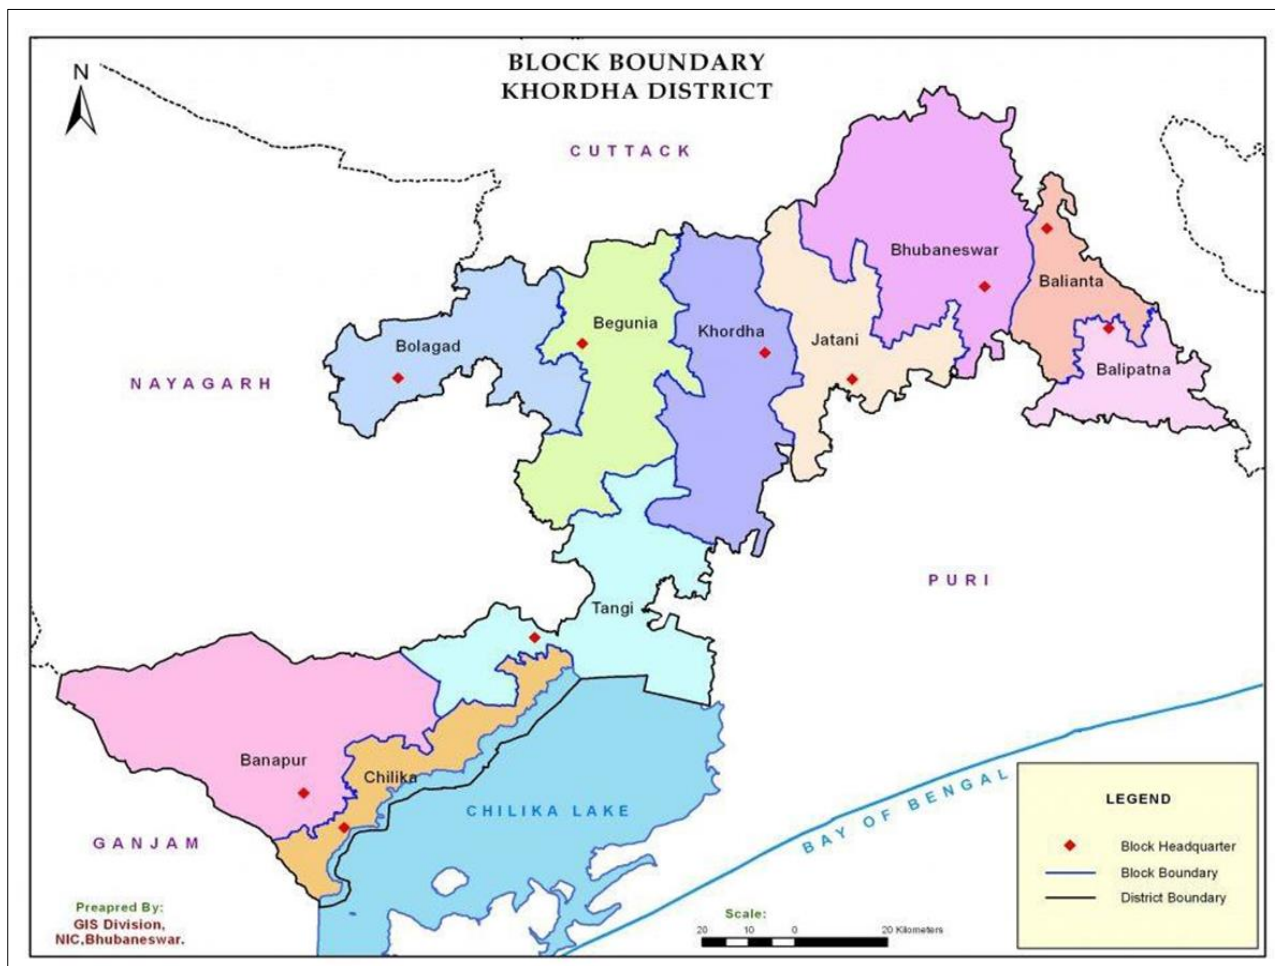 BLOCK BOUNDARY
KHORDHA DISTRICT
N
CUTTACK
Bhubaneswar
Balianta
Begunia
Khordha
Jatani
Bolagad
Balipatna
NAYAGARH
PURI
Tangi
Banapur
Chilika
CHILIKA LAKE
BAY OF BENGAL
GANJAM
LEGEND
Block Headquarter
Block Boundary
District Boundary
Preapred By:
GIS Division,
NIC,Bhubaneswar.
Scale:
20 10 0 20 Kilometers